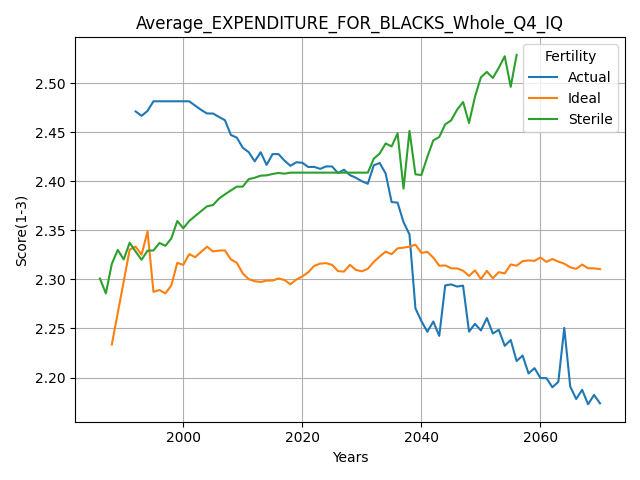 Average_EXPENDITURE_FOR_BLACKS_Whole_Q4_IQ
Fertility
Actual
Ideal
Sterile
Score(1-3)
2.50
2.45
2.40
2.35
2.30
2.25
2.20
2000
2020
2040
2060
Years